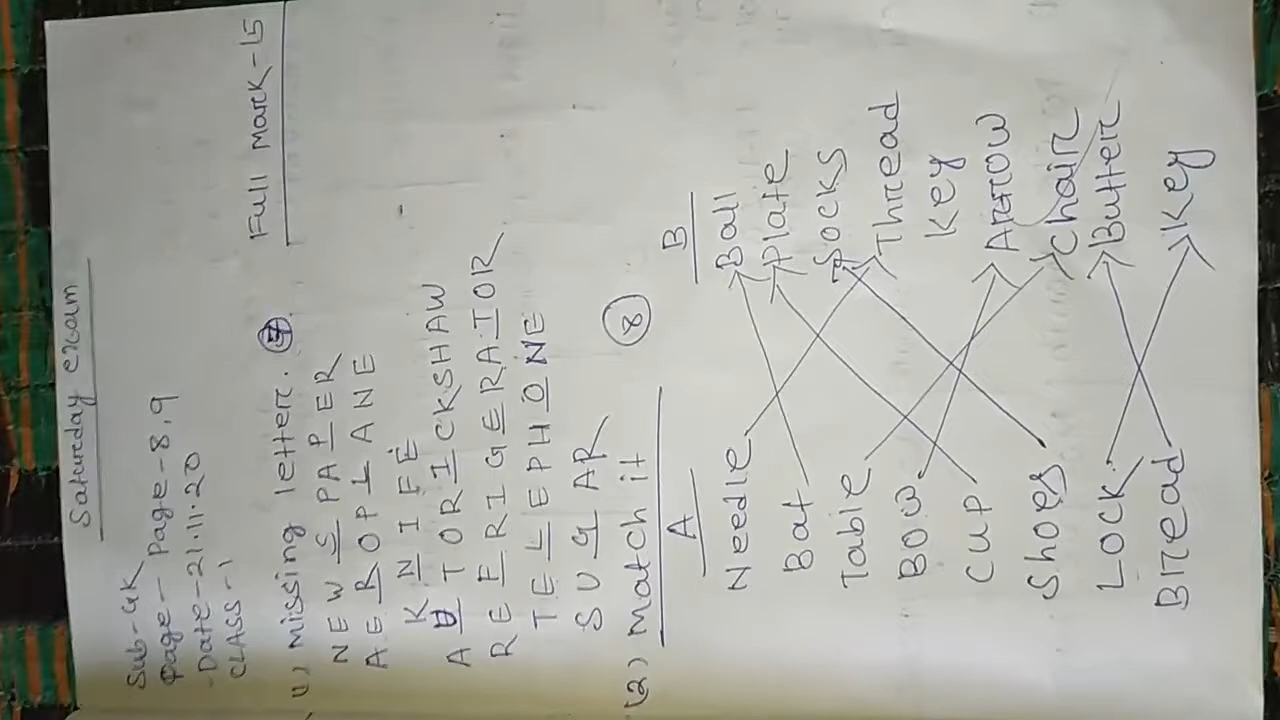 Saturday exam
Sub-GK
Page- Page-8,9
Date-21.11.20
CLASS-1
Full Mark-15
(1) Missing letter. 7
NEWSPAPER
AEROPLANE
KNIFE
AUTORICKSHAW
REFRIGERATOR
TELEPHONE
SUGAR
(2) Match it 8
A B
Needle Ball
Bat Plate
Table Socks
Bow Thread
Key
Cup Arrow
Shoes Chair
Lock Butter
Bread Key